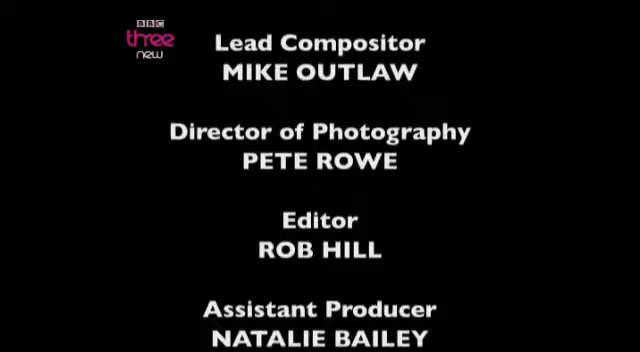 BBC
three
new
Lead Compositor
MIKE OUTLAW
Director of Photography
PETE ROWE
Editor
ROB HILL
Assistant Producer
NATALIE BAILEY